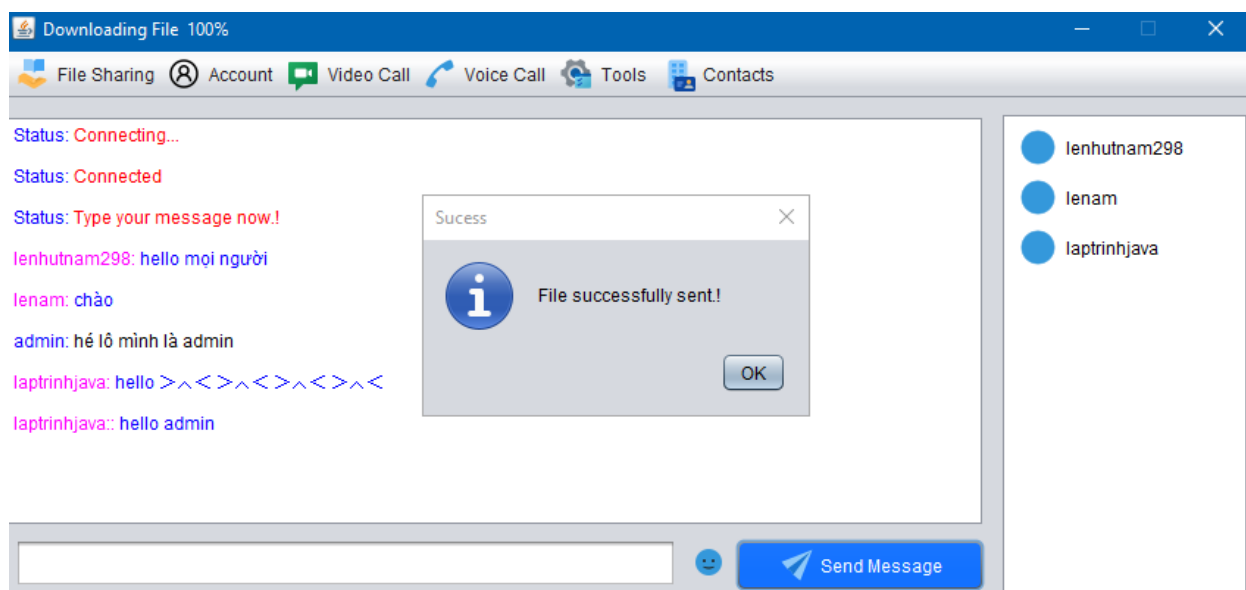 Downloading File 100%
File Sharing Account Video Call Voice Call Tools Contacts
Status: Connecting...
Status: Connected
Status: Type your message now.!
lenhutnam298: hello mọi người
lenam: chào
admin: hé lô mình là admin
laptrinhjava: hello >^< >^< >^< >^<
laptrinhjava:: hello admin
Sucess
File successfully sent.!
OK
lenhutnam298
lenam
laptrinhjava
Send Message